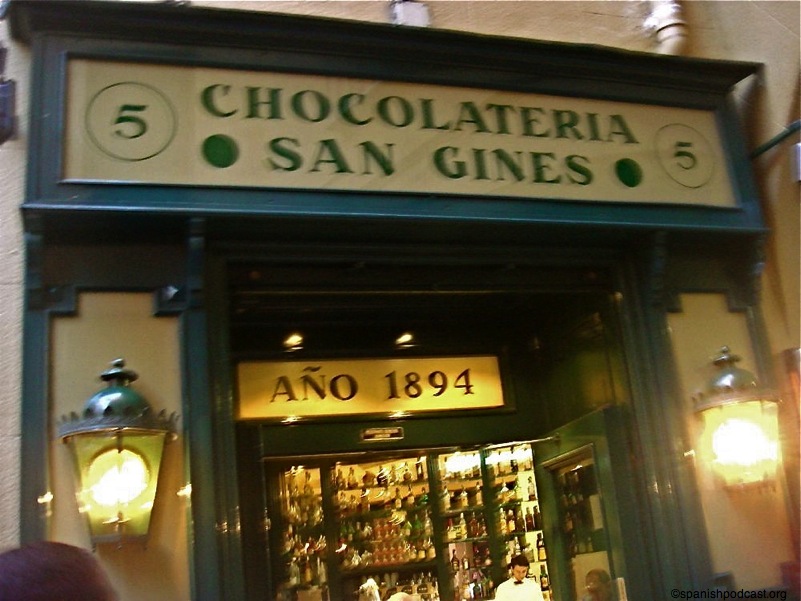 5 CHOCOLATERIA 5
SAN GINES
AÑO 1894
©spanishpodcast.org